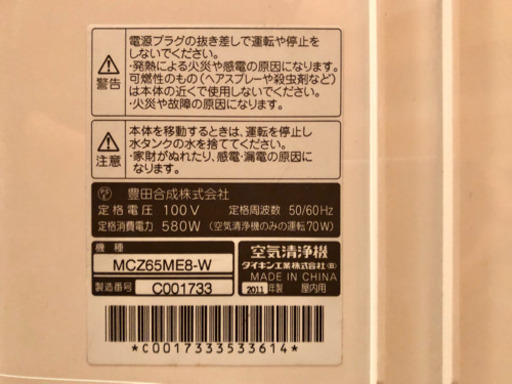 電源プラグの抜き差しで運転や停止を
しないでください。
・発熱による火災や感電の原因になります。
可燃性のもの（ヘアスプレーや殺虫剤など）
は本体の近くで使用しないでください。
・火災や故障の原因になります。
警告
本体を移動するときは、運転を停止し
水タンクの水を捨ててください。
・家財がぬれたり、感電・漏電の原因に
なります。
注意
豊田合成株式会社
定格電圧 100V 定格周波数 50/60Hz
定格消費電力 580W （空気清浄機のみの運転70W）
機種
MCZ65ME8-W
製造番号 C001733
空気清浄機
ダイキン工業株式会社(B)
MADE IN CHINA
2011年製 屋内用
*C0017333533614*